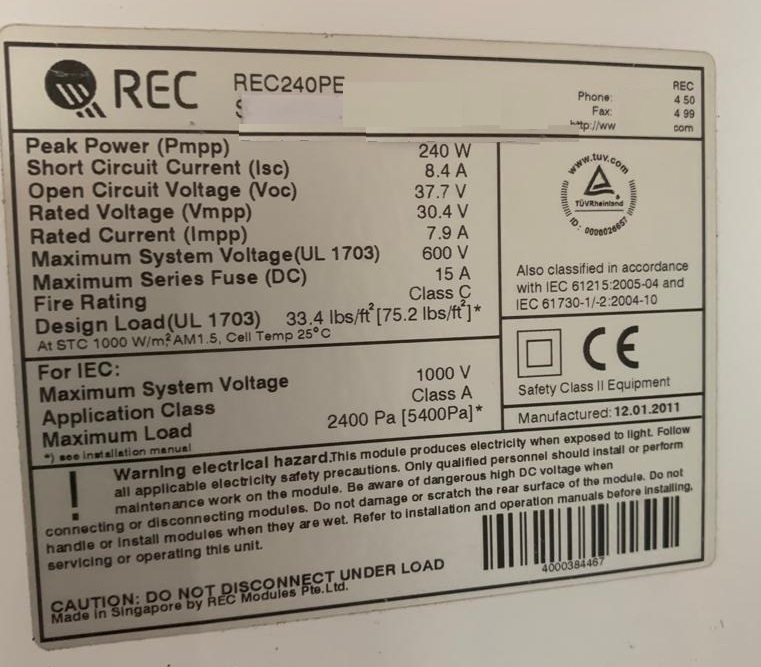 REC
REC240PE
REC
Phone: 4 50
Fax: 4 99
http://ww com
Peak Power (Pmpp) 240 W
Short Circuit Current (Isc) 8.4 A
Open Circuit Voltage (Voc) 37.7 V
Rated Voltage (Vmpp) 30.4 V
Rated Current (Impp) 7.9 A
Maximum System Voltage(UL 1703) 600 V
Maximum Series Fuse (DC) 15 A
Fire Rating Class C
Design Load(UL 1703) 33.4 lbs/ft²[75.2 lbs/ft²]*
At STC 1000 W/m² AM1.5, Cell Temp 25°C
www.tuv.com
TÜVRheinland
ID: 0000026657
Also classified in accordance
with IEC 61215:2005-04 and
IEC 61730-1/-2:2004-10
For IEC:
Maximum System Voltage 1000 V
Application Class Class A
Maximum Load 2400 Pa [5400Pa]*
*) see installation manual
CE
Safety Class II Equipment
Manufactured: 12.01.2011
! Warning electrical hazard.This module produces electricity when exposed to light. Follow
all applicable electricity safety precautions. Only qualified personnel should install or perform
maintenance work on the module. Be aware of dangerous high DC voltage when
connecting or disconnecting modules. Do not damage or scratch the rear surface of the module. Do not
handle or install modules when they are wet. Refer to installation and operation manuals before installing,
servicing or operating this unit.
4000384467
CAUTION: DO NOT DISCONNECT UNDER LOAD
Made in Singapore by REC Modules Pte.Ltd.